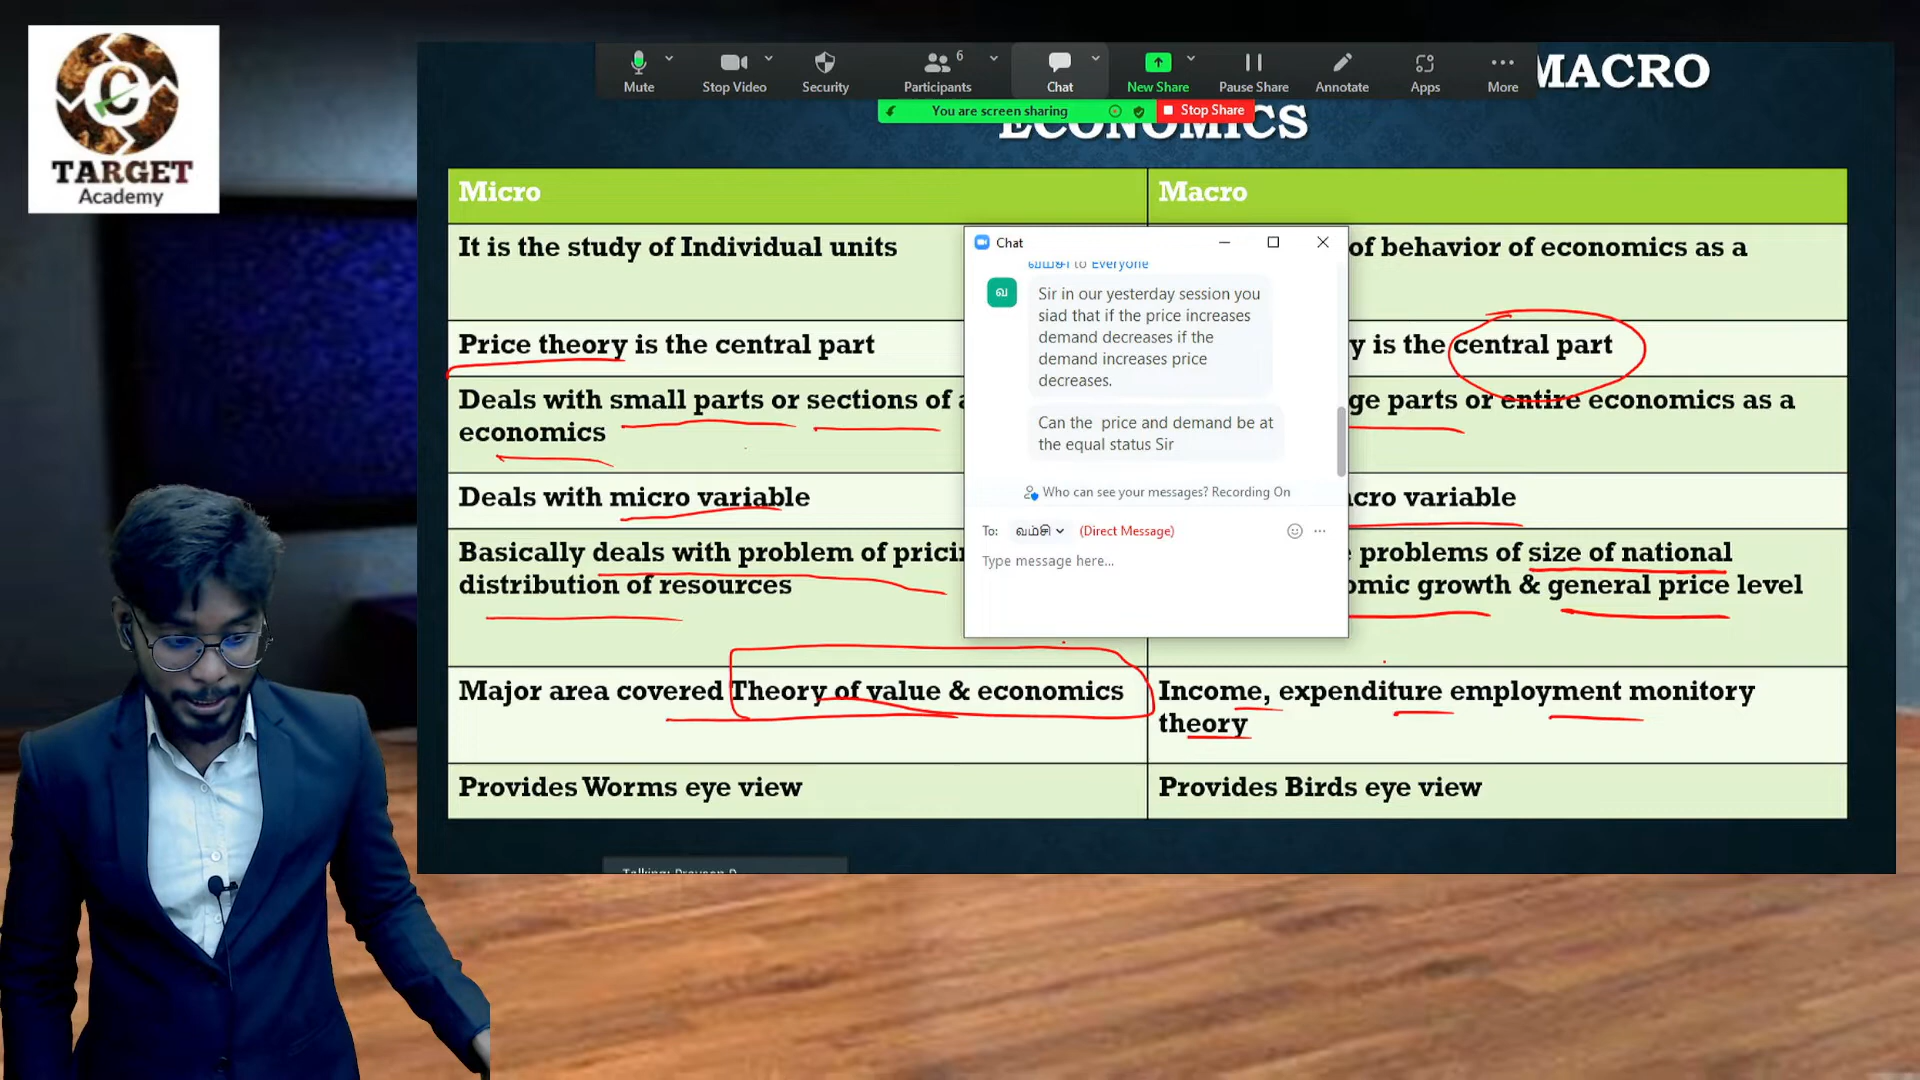 TARGET
Academy
Mute
Stop Video
Security
Participants
6
Chat
New Share
Pause Share
Annotate
Apps
More
You are screen sharing
Stop Share
MACRO
ECONOMICS
Micro
Macro
It is the study of Individual units
of behavior of economics as a
Price theory is the central part
is the central part
Deals with small parts or sections of
economics
parts or entire economics as a
Deals with micro variable
variable
Basically deals with problem of
distribution of resources
problems of size of national
growth & general price level
Major area covered Theory of value & economics
Income, expenditure employment monitory
theory
Provides Worms eye view
Provides Birds eye view
Chat
to Everyone
வ
Sir in our yesterday session you
siad that if the price increases
demand decreases if the
demand increases price
decreases.
Can the price and demand be at
the equal status Sir
Who can see your messages? Recording On
To: வம்சி (Direct Message)
Type message here...